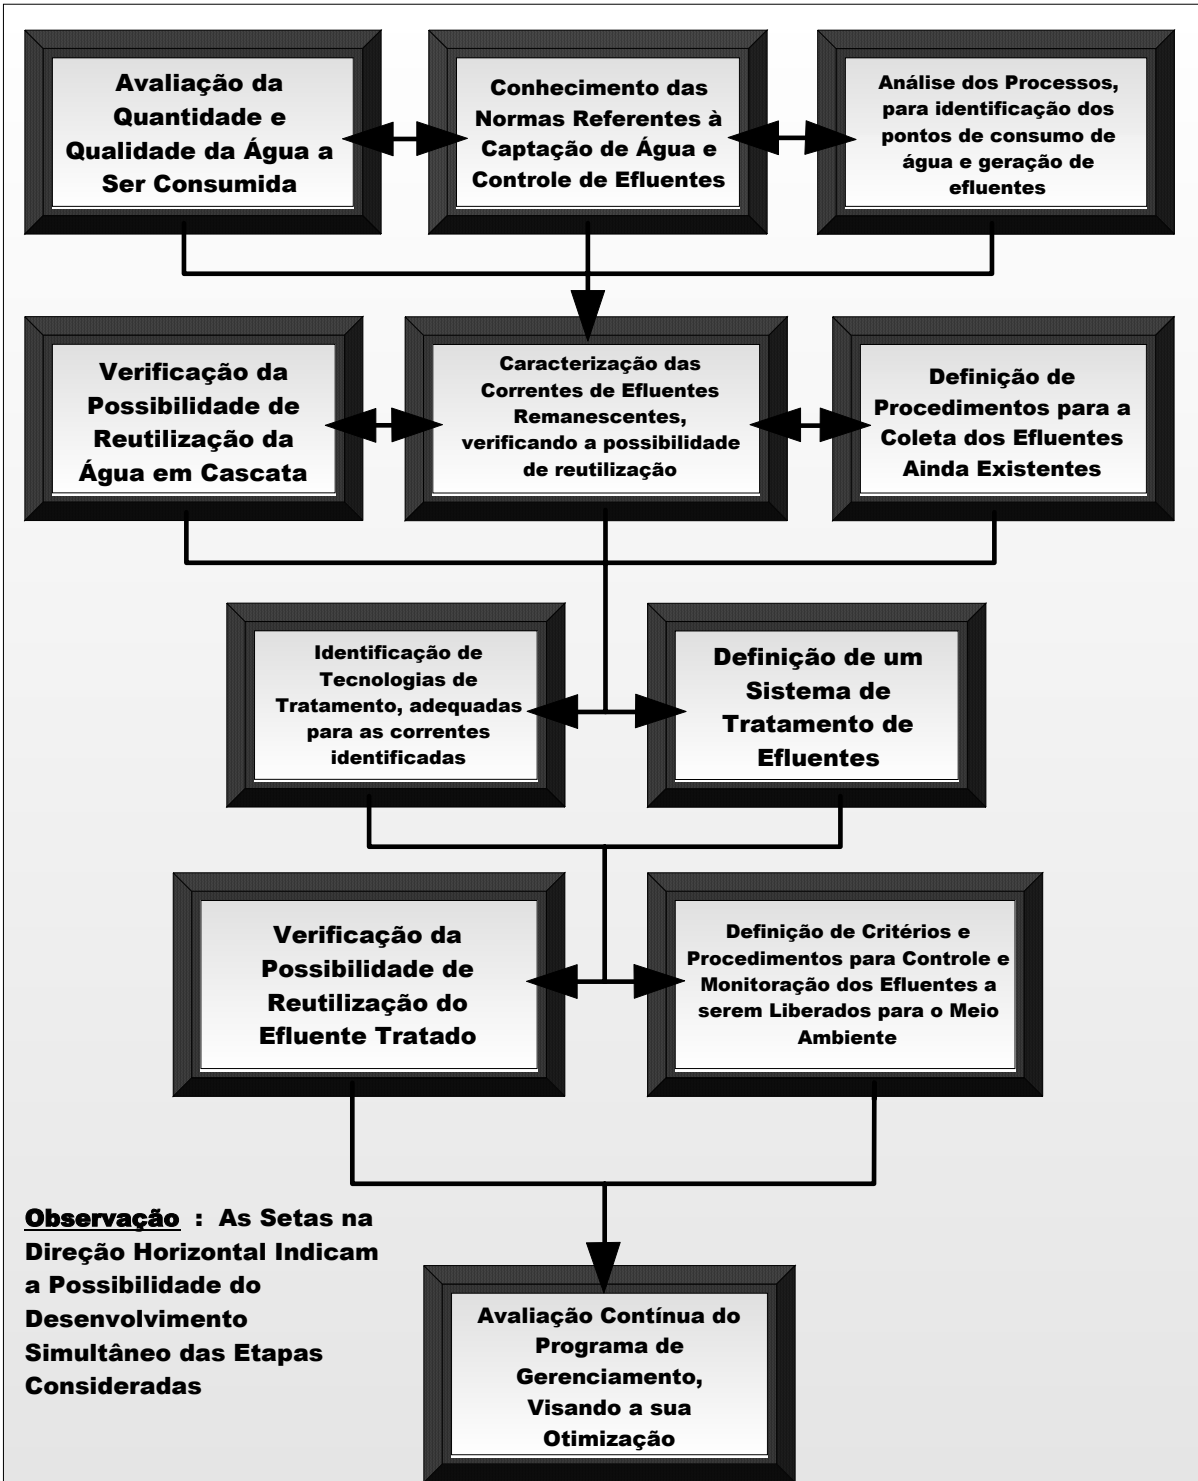 Avaliação da
Quantidade e
Qualidade da Água a
Ser Consumida
Conhecimento das
Normas Referentes à
Captação de Água e
Controle de Efluentes
Análise dos Processos,
para identificação dos
pontos de consumo de
água e geração de
efluentes
Verificação da
Possibilidade de
Reutilização da
Água em Cascata
Caracterização das
Correntes de Efluentes
Remanescentes,
verificando a possibilidade
de reutilização
Definição de
Procedimentos para a
Coleta dos Efluentes
Ainda Existentes
Identificação de
Tecnologias de
Tratamento, adequadas
para as correntes
identificadas
Definição de um
Sistema de
Tratamento de
Efluentes
Verificação da
Possibilidade de
Reutilização do
Efluente Tratado
Definição de Critérios e
Procedimentos para Controle e
Monitoração dos Efluentes a
serem Liberados para o Meio
Ambiente
Observação : As Setas na
Direção Horizontal Indicam
a Possibilidade do
Desenvolvimento
Simultâneo das Etapas
Consideradas
Avaliação Contínua do
Programa de
Gerenciamento,
Visando a sua
Otimização